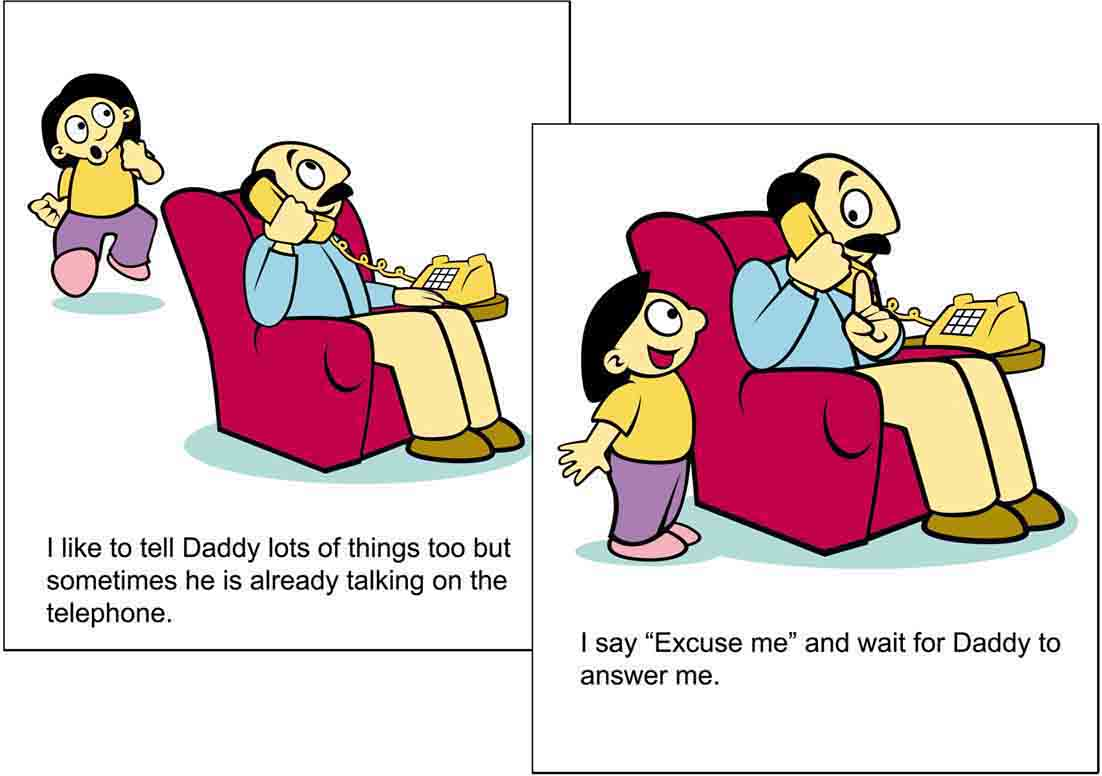 I like to tell Daddy lots of things too but
sometimes he is already talking on the
telephone.
I say “Excuse me” and wait for Daddy to
answer me.